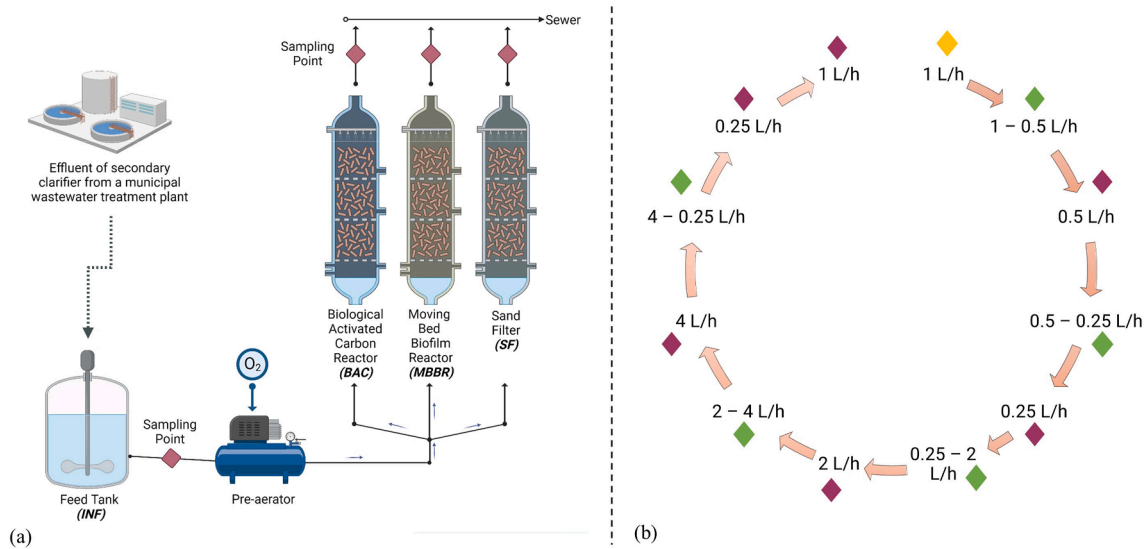 Sewer
Sampling
Point
Effluent of secondary
clarifier from a municipal
wastewater treatment plant
Biological
Activated
Carbon
Reactor
(BAC)
Moving
Bed
Biofilm
Reactor
(MBBR)
Sand
Filter
(SF)
O2
Sampling
Point
Feed Tank
(INF)
Pre-aerator
(a)
1 L/h
1 – 0.5 L/h
0.5 L/h
0.5 – 0.25 L/h
0.25 L/h
0.25 – 2
L/h
2 L/h
2 – 4 L/h
4 L/h
4 – 0.25 L/h
0.25 L/h
1 L/h
(b)